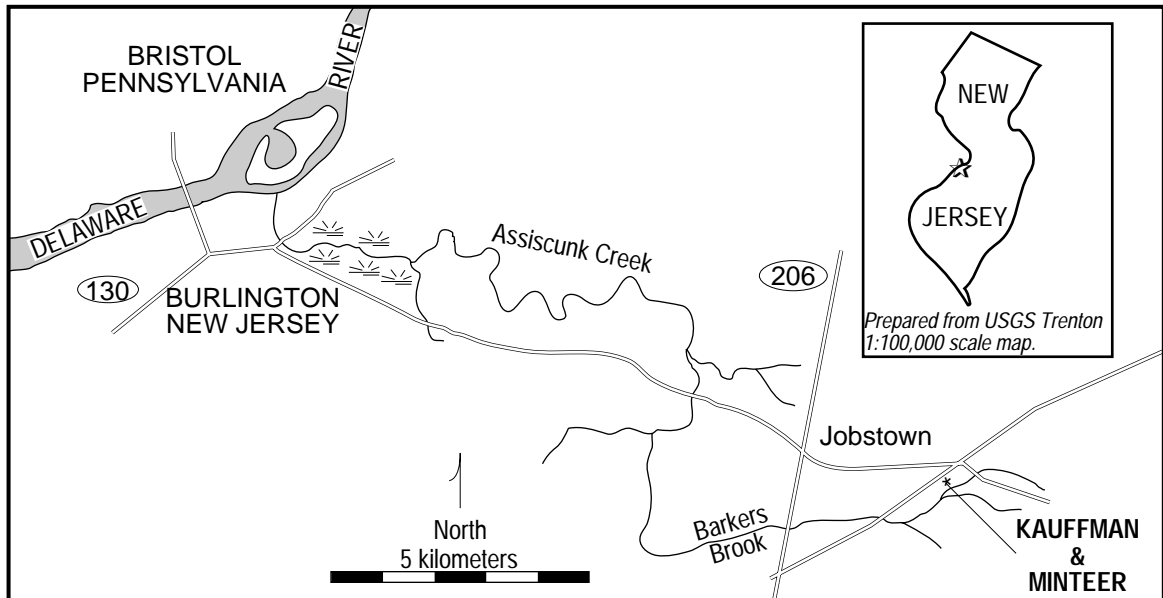 BRISTOL
PENNSYLVANIA
RIVER
DELAWARE
130
BURLINGTON
NEW JERSEY
Assiscunk Creek
206
NEW
JERSEY
Prepared from USGS Trenton
1:100,000 scale map.
Jobstown
North
5 kilometers
Barkers
Brook
KAUFFMAN
&
MINTEER